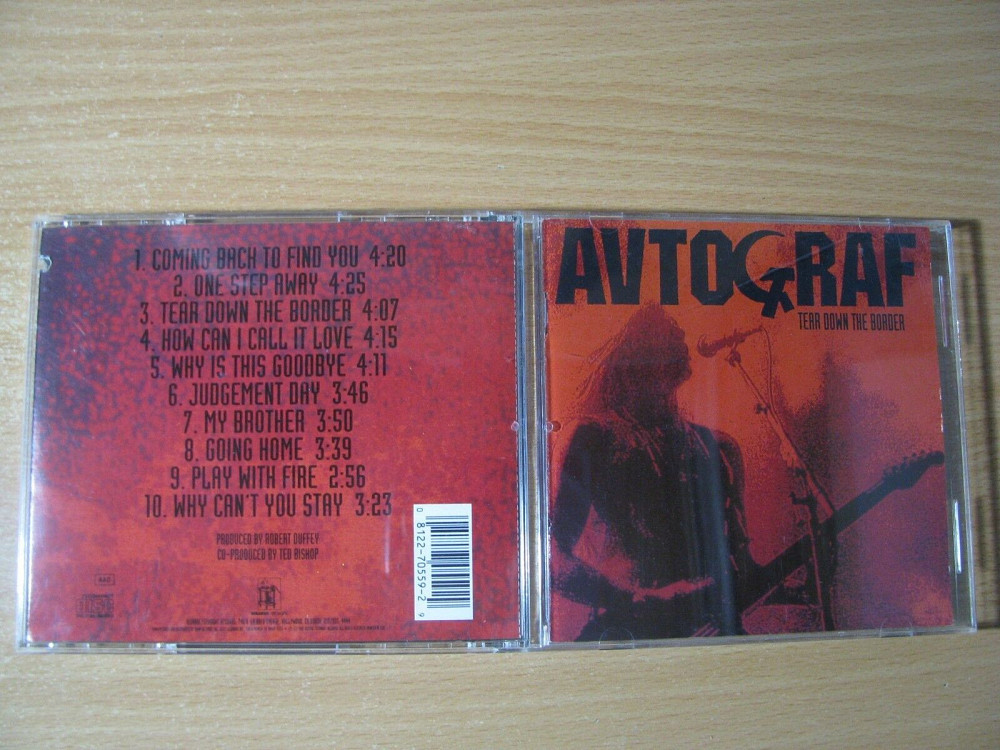 1. COMING BACK TO FIND YOU 4:20
2. ONE STEP AWAY 4:25
3. TEAR DOWN THE BORDER 4:07
4. HOW CAN I CALL IT LOVE 4:15
5. WHY IS THIS GOODBYE 4:11
6. JUDGEMENT DAY 3:46
7. MY BROTHER 3:50
8. GOING HOME 3:39
9. PLAY WITH FIRE 2:56
10. WHY CAN'T YOU STAY 3:23
PRODUCED BY ROBERT DUFFEY
CO-PRODUCED BY TED BISHOP
0 8122-70559-2 9
AVTOGRAF
TEAR DOWN THE BORDER